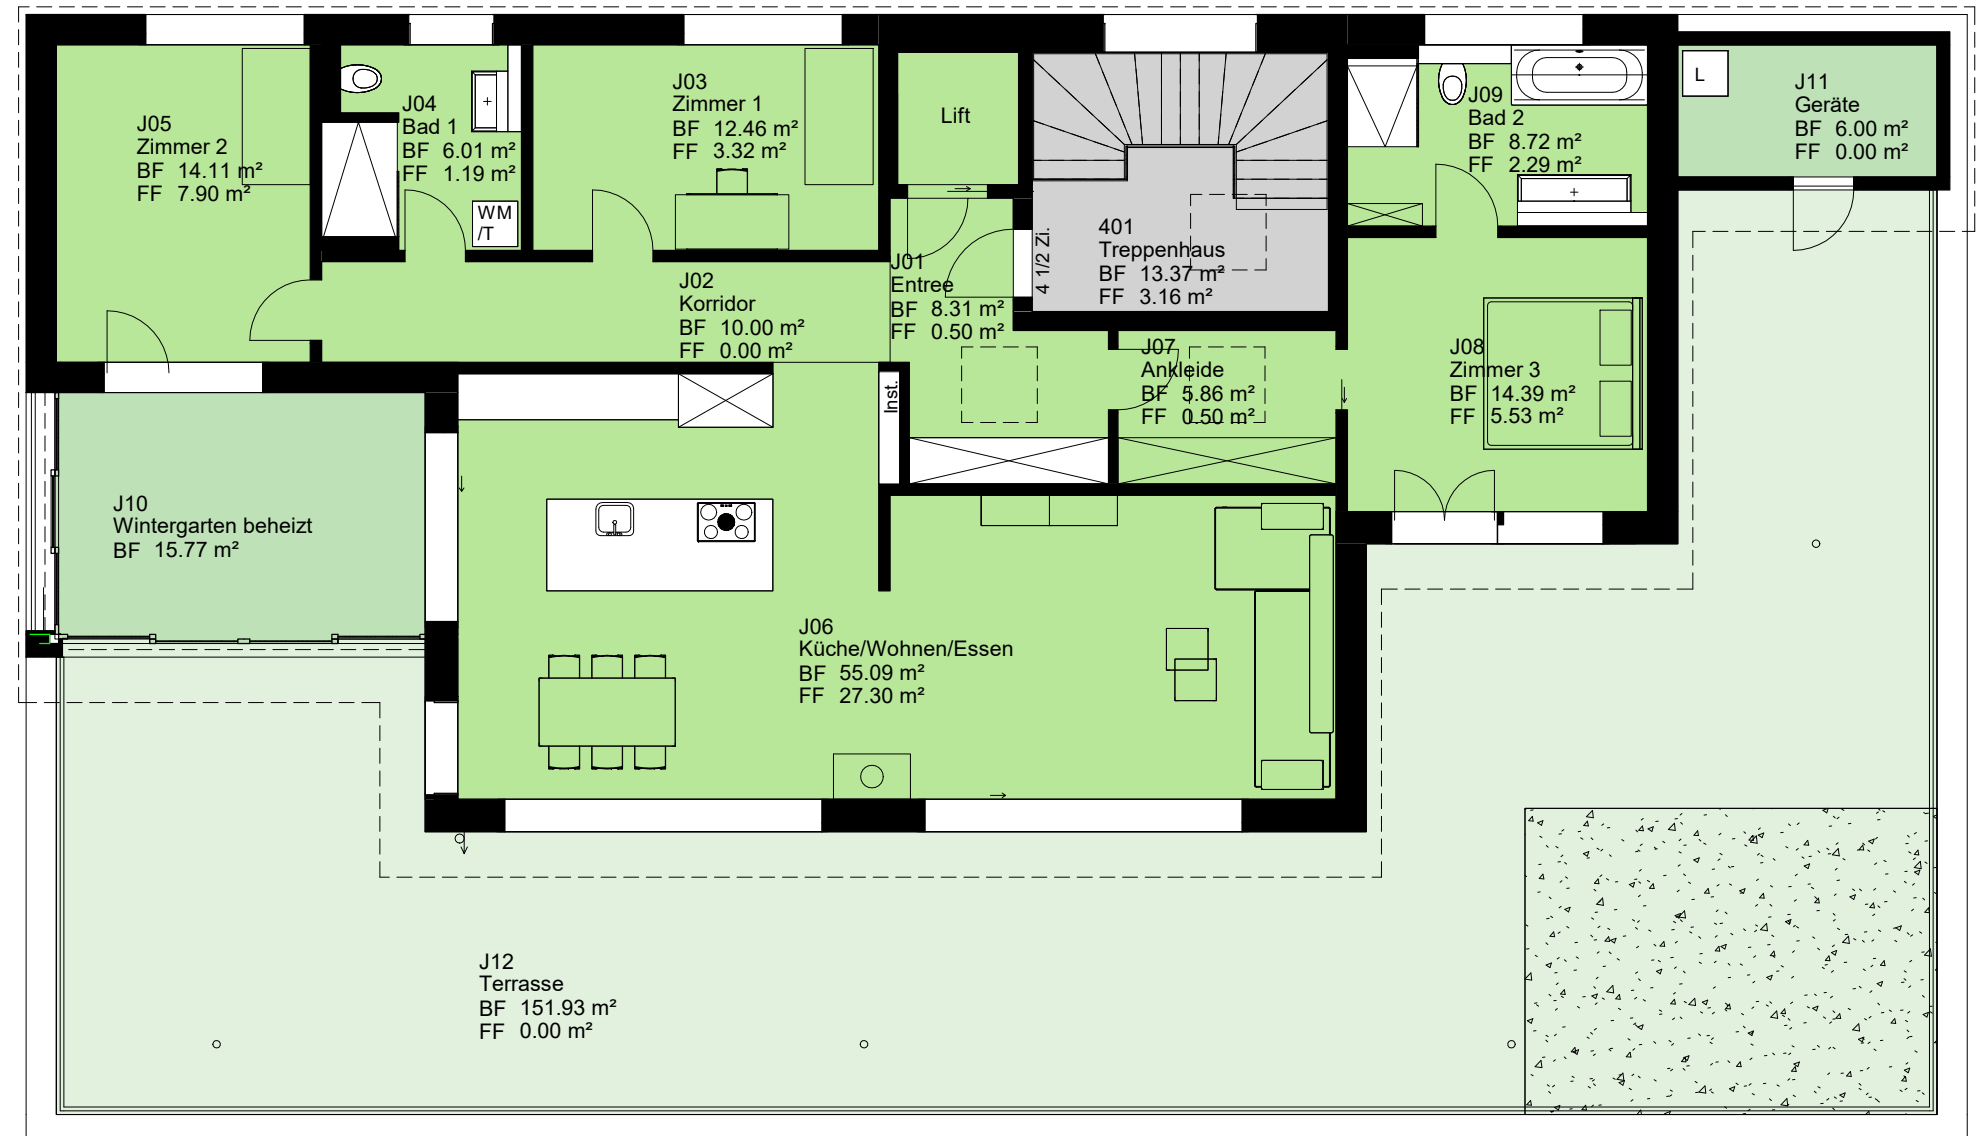 J05
Zimmer 2
BF 14.11 m²
FF 7.90 m²
J04
Bad 1
BF 6.01 m²
FF 1.19 m²
WM
/T
J03
Zimmer 1
BF 12.46 m²
FF 3.32 m²
Lift
401
Treppenhaus
BF 13.37 m²
FF 3.16 m²
4 1/2 Zi.
J09
Bad 2
BF 8.72 m²
FF 2.29 m²
L
J11
Geräte
BF 6.00 m²
FF 0.00 m²
J02
Korridor
BF 10.00 m²
FF 0.00 m²
J01
Entree
BF 8.31 m²
FF 0.50 m²
J07
Ankleide
BF 5.86 m²
FF 0.50 m²
J08
Zimmer 3
BF 14.39 m²
FF 5.53 m²
Inst.
J10
Wintergarten beheizt
BF 15.77 m²
J06
Küche/Wohnen/Essen
BF 55.09 m²
FF 27.30 m²
J12
Terrasse
BF 151.93 m²
FF 0.00 m²